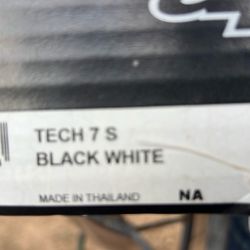 TECH 7 S
BLACK WHITE
MADE IN THAILAND NA